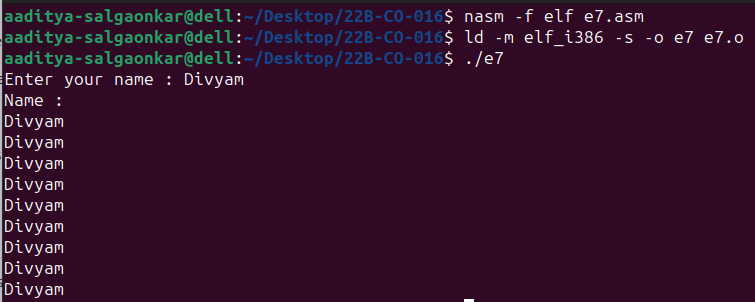 aaditya-salgaonkar@dell:~/Desktop/22B-CO-016$ nasm -f elf e7.asm
aaditya-salgaonkar@dell:~/Desktop/22B-CO-016$ ld -m elf_i386 -s -o e7 e7.o
aaditya-salgaonkar@dell:~/Desktop/22B-CO-016$ ./e7
Enter your name : Divyam
Name :
Divyam
Divyam
Divyam
Divyam
Divyam
Divyam
Divyam
Divyam
Divyam